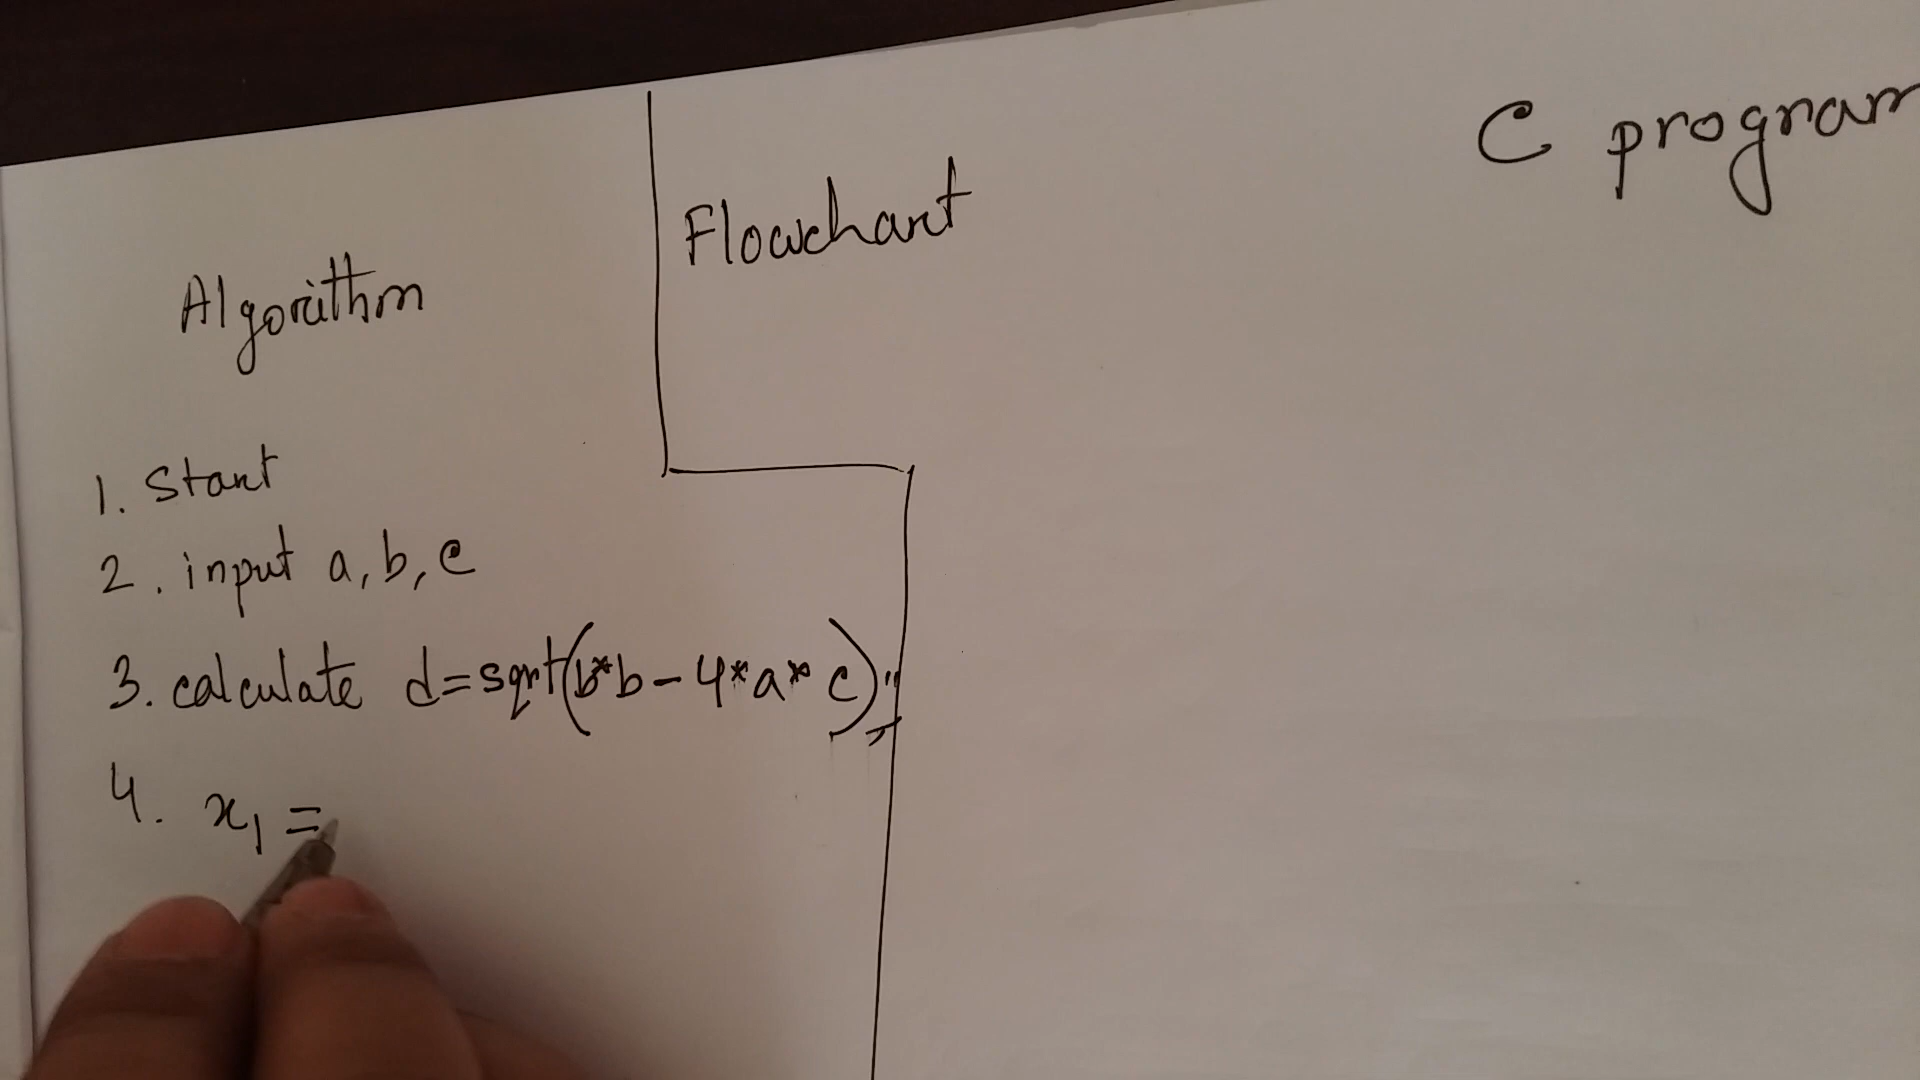 C program
Flowchart
Algorithm
1. Start
2. input a, b, c
3. calculate d=sqrt(b*b-4*a*c);
4. x₁ =